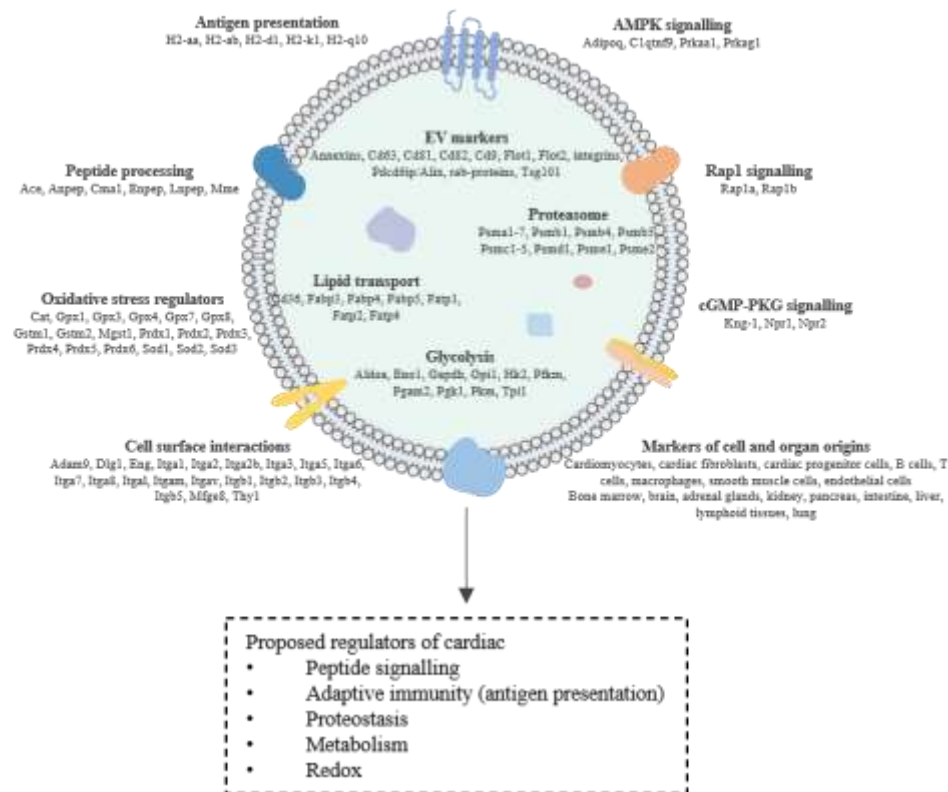 Antigen presentation
H2-aa, H2-ab, H2-d1, H2-k1, H2-q10
AMPK signalling
Adipoq, C1qtnf9, Prkaa1, Prkag1
EV markers
Annexins, Cd63, Cd81, Cd82, Cd9, Flot1, Flot2, integrins,
Pdcd6ip/Alix, rab-proteins, Tsg101
Peptide processing
Ace, Anpep, Cma1, Enpep, Lnpep, Mme
Rap1 signalling
Rap1a, Rap1b
Proteasome
Psma1-7, Psmb1, Psmb4, Psmb5
Psmc1-5, Psmd1, Psme1, Psme2
Lipid transport
Cd36, Fabp3, Fabp4, Fabp5, Fatp1,
Fatp2, Fatp4
Oxidative stress regulators
Cat, Gpx1, Gpx3, Gpx4, Gpx7, Gpx8,
Gstm1, Gstm2, Mgst1, Prdx1, Prdx2, Prdx3,
Prdx4, Prdx5, Prdx6, Sod1, Sod2, Sod3
cGMP-PKG signalling
Kng-1, Npr1, Npr2
Glycolysis
Aldoa, Eno1, Gapdh, Gpi1, Hk2, Pfkm,
Pgam2, Pgk1, Pkm, Tpi1
Cell surface interactions
Adam9, Dlg1, Eng, Itga1, Itga2, Itga2b, Itga3, Itga5, Itga6,
Itga7, Itga8, Itgal, Itgam, Itgav, Itgb1, Itgb2, Itgb3, Itgb4,
Itgb5, Mfge8, Thy1
Markers of cell and organ origins
Cardiomyocytes, cardiac fibroblasts, cardiac progenitor cells, B cells, T
cells, macrophages, smooth muscle cells, endothelial cells
Bone marrow, brain, adrenal glands, kidney, pancreas, intestine, liver,
lymphoid tissues, lung
Proposed regulators of cardiac
• Peptide signalling
• Adaptive immunity (antigen presentation)
• Proteostasis
• Metabolism
• Redox